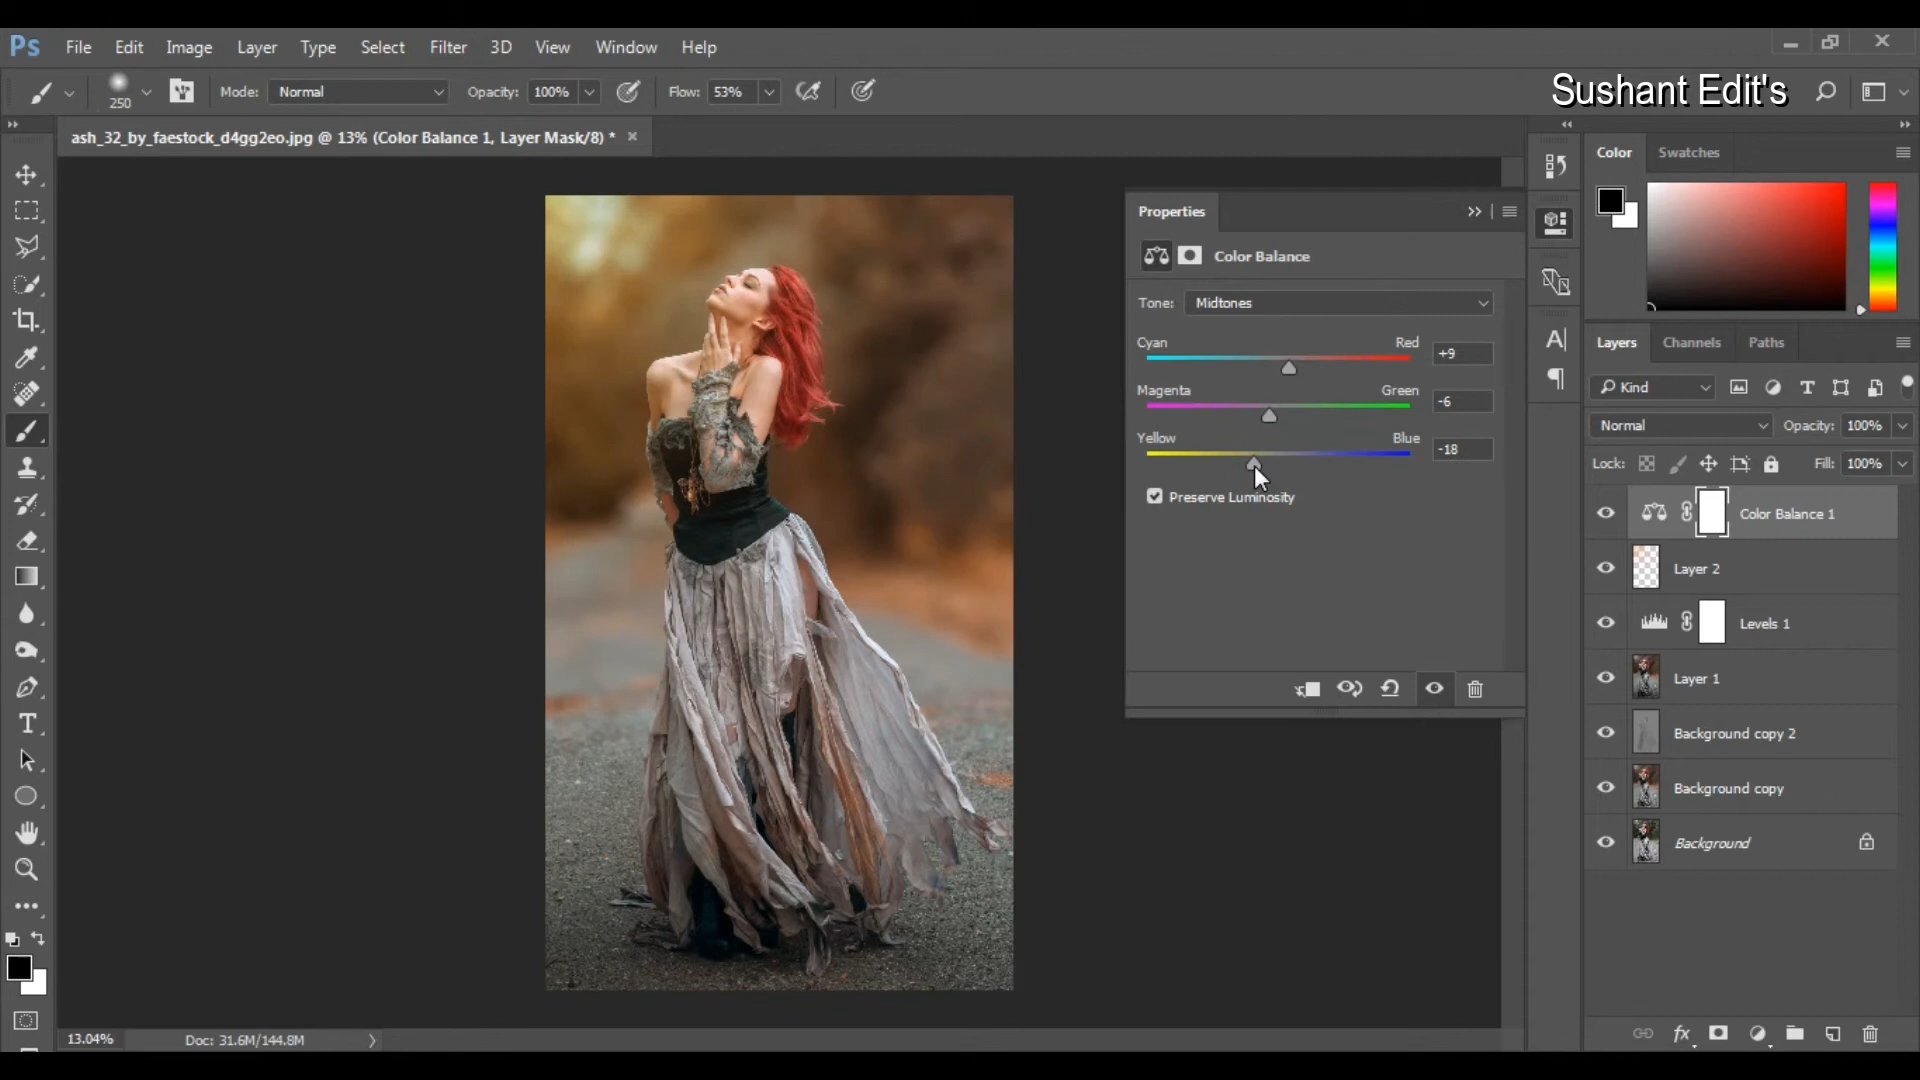 Ps File Edit Image Layer Type Select Filter 3D View Window Help
250 Mode: Normal Opacity: 100% Flow: 53%
Sushant Edit's
ash_32_by_faestock_d4gg2eo.jpg @ 13% (Color Balance 1, Layer Mask/8) * ×
Properties
Color Balance
Tone: Midtones
Cyan Red +9
Magenta Green -6
Yellow Blue -18
Preserve Luminosity
Color Swatches
Layers Channels Paths
Kind
Normal Opacity: 100%
Lock: Fill: 100%
Color Balance 1
Layer 2
Levels 1
Layer 1
Background copy 2
Background copy
Background
13.04% Doc: 31.6M/144.8M